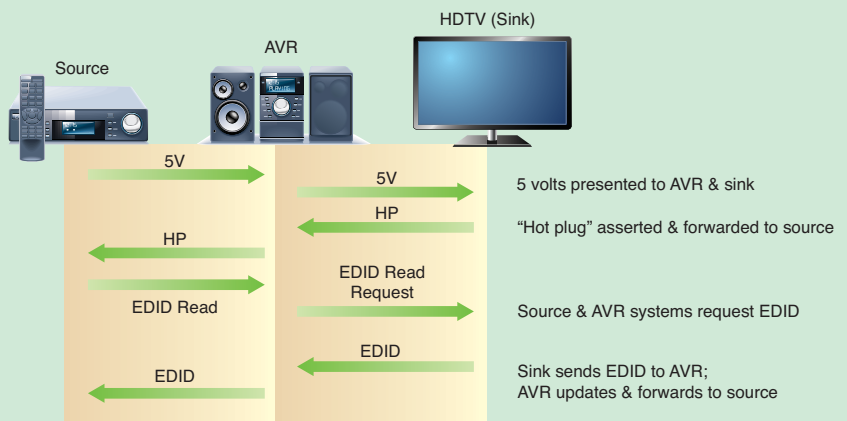 HDTV (Sink)
AVR
Source
5V
5V
5 volts presented to AVR & sink
HP
“Hot plug” asserted & forwarded to source
HP
EDID Read
Request
EDID Read
Source & AVR systems request EDID
EDID
Sink sends EDID to AVR;
EDID
AVR updates & forwards to source